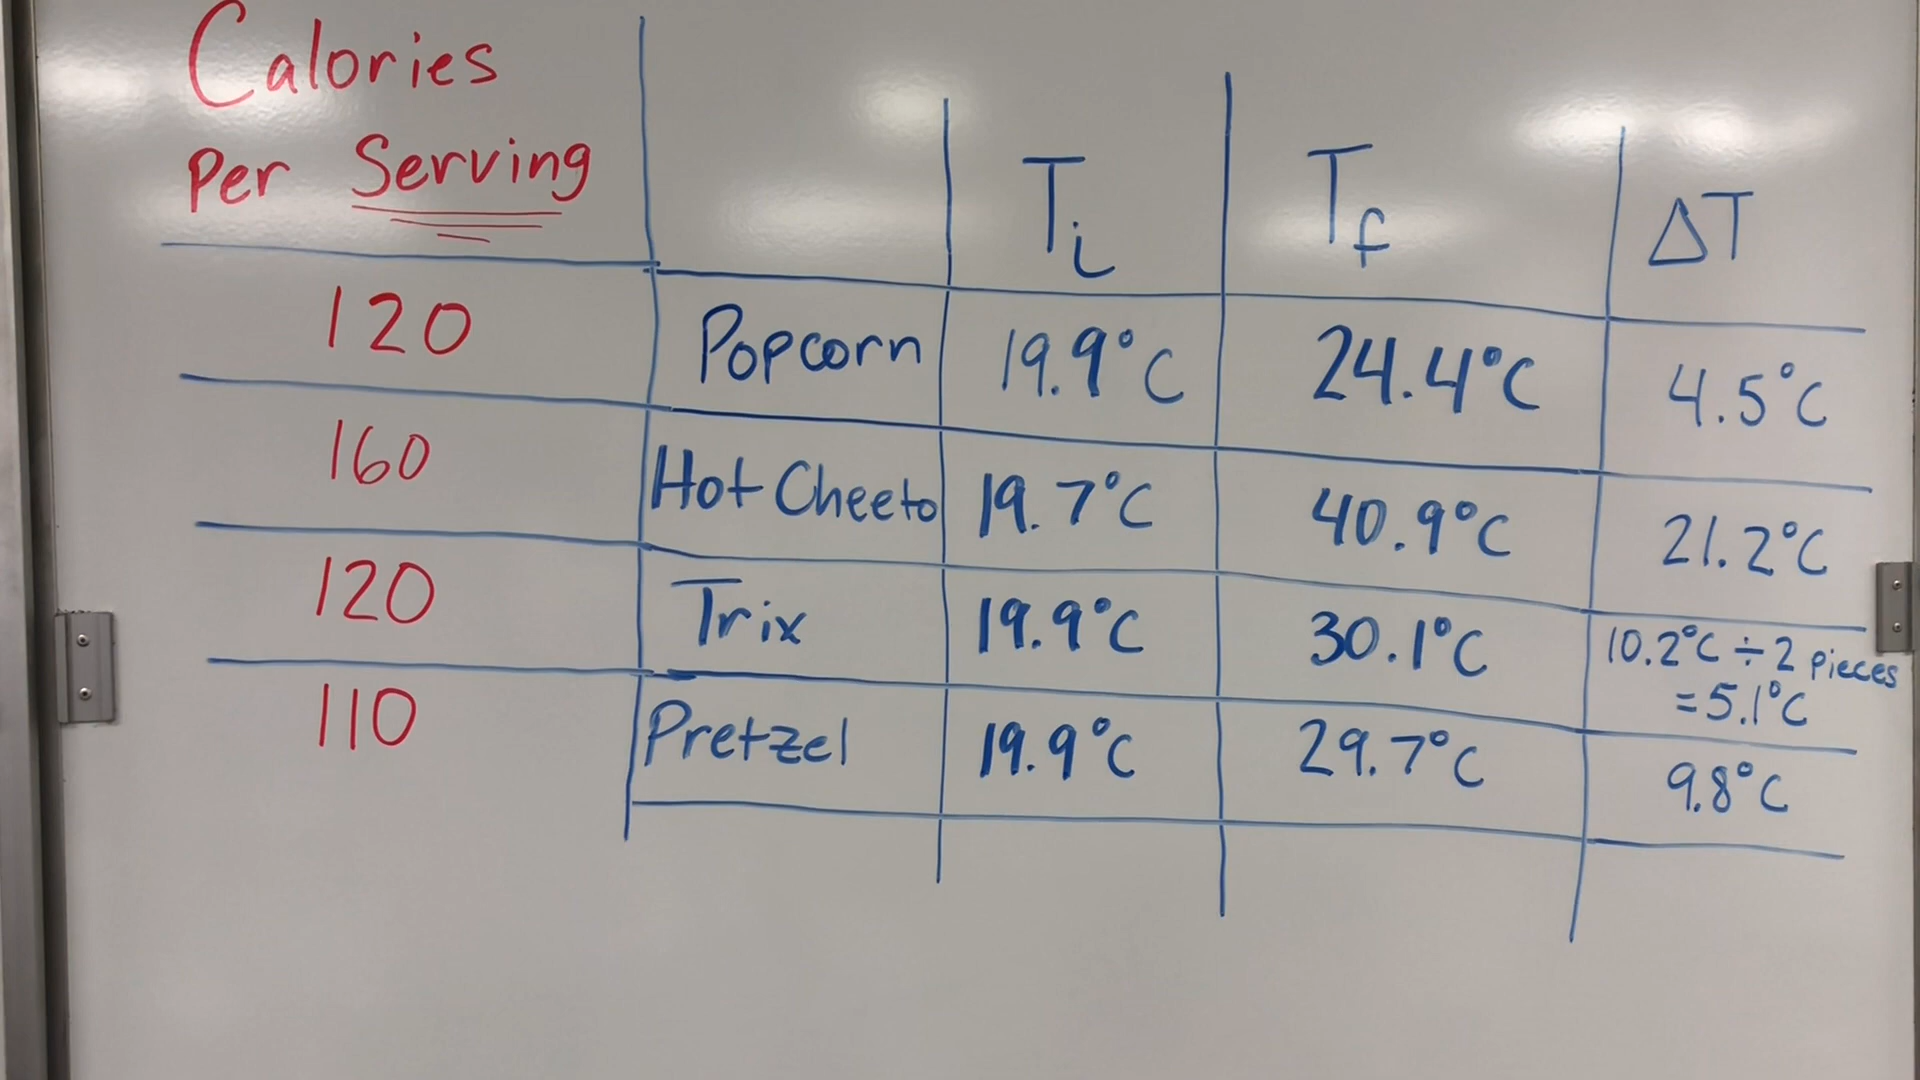 Calories
Per Serving
Ti Tf ΔT
120 Popcorn 19.9°C 24.4°C 4.5°C
160 Hot Cheeto 19.7°C 40.9°C 21.2°C
120 Trix 19.9°C 30.1°C 10.2°C ÷ 2 pieces
= 5.1°C
110 Pretzel 19.9°C 29.7°C 9.8°C